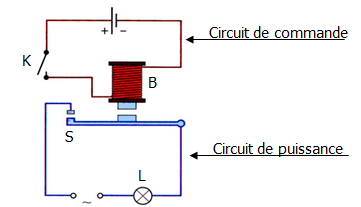 + −
Circuit de commande
K
B
S
Circuit de puissance
L
~